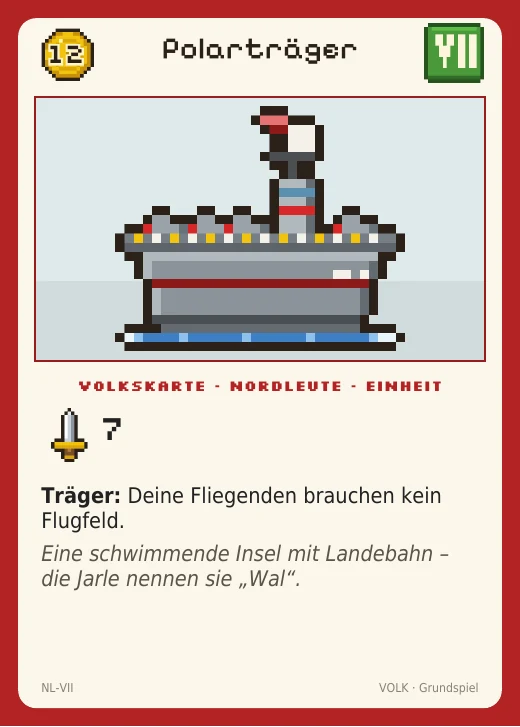 12
Polarträger
VII
VOLKSKARTE - NORDLEUTE - EINHEIT
7
Träger: Deine Fliegenden brauchen kein
Flugfeld.
Eine schwimmende Insel mit Landebahn –
die Jarle nennen sie „Wal“.
NL-VII
VOLK · Grundspiel